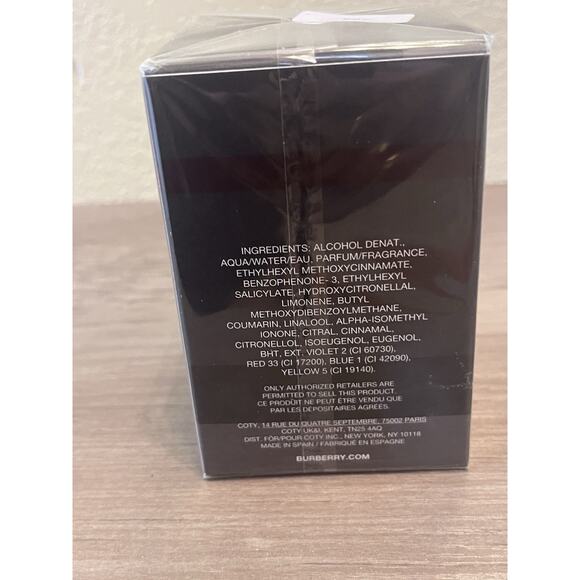 INGREDIENTS: ALCOHOL DENAT.,
AQUA/WATER/EAU, PARFUM/FRAGRANCE,
ETHYLHEXYL METHOXYCINNAMATE,
BENZOPHENONE- 3, ETHYLHEXYL
SALICYLATE, HYDROXYCITRONELLAL,
LIMONENE, BUTYL
METHOXYDIBENZOYLMETHANE,
COUMARIN, LINALOOL, ALPHA-ISOMETHYL
IONONE, CITRAL, CINNAMAL,
CITRONELLOL, ISOEUGENOL, EUGENOL,
BHT, EXT. VIOLET 2 (CI 60730),
RED 33 (CI 17200), BLUE 1 (CI 42090),
YELLOW 5 (CI 19140).
ONLY AUTHORIZED RETAILERS ARE
PERMITTED TO SELL THIS PRODUCT.
CE PRODUIT NE PEUT ÊTRE VENDU QUE
PAR LES DÉPOSITAIRES AGRÉES.
COTY, 14 RUE DU QUATRE SEPTEMBRE, 75002 PARIS
COTY UK&I, KENT, TN25 4AQ
DIST. FOR/POUR COTY INC., NEW YORK, NY 10118
MADE IN SPAIN / FABRIQUÉ EN ESPAGNE
BURBERRY.COM